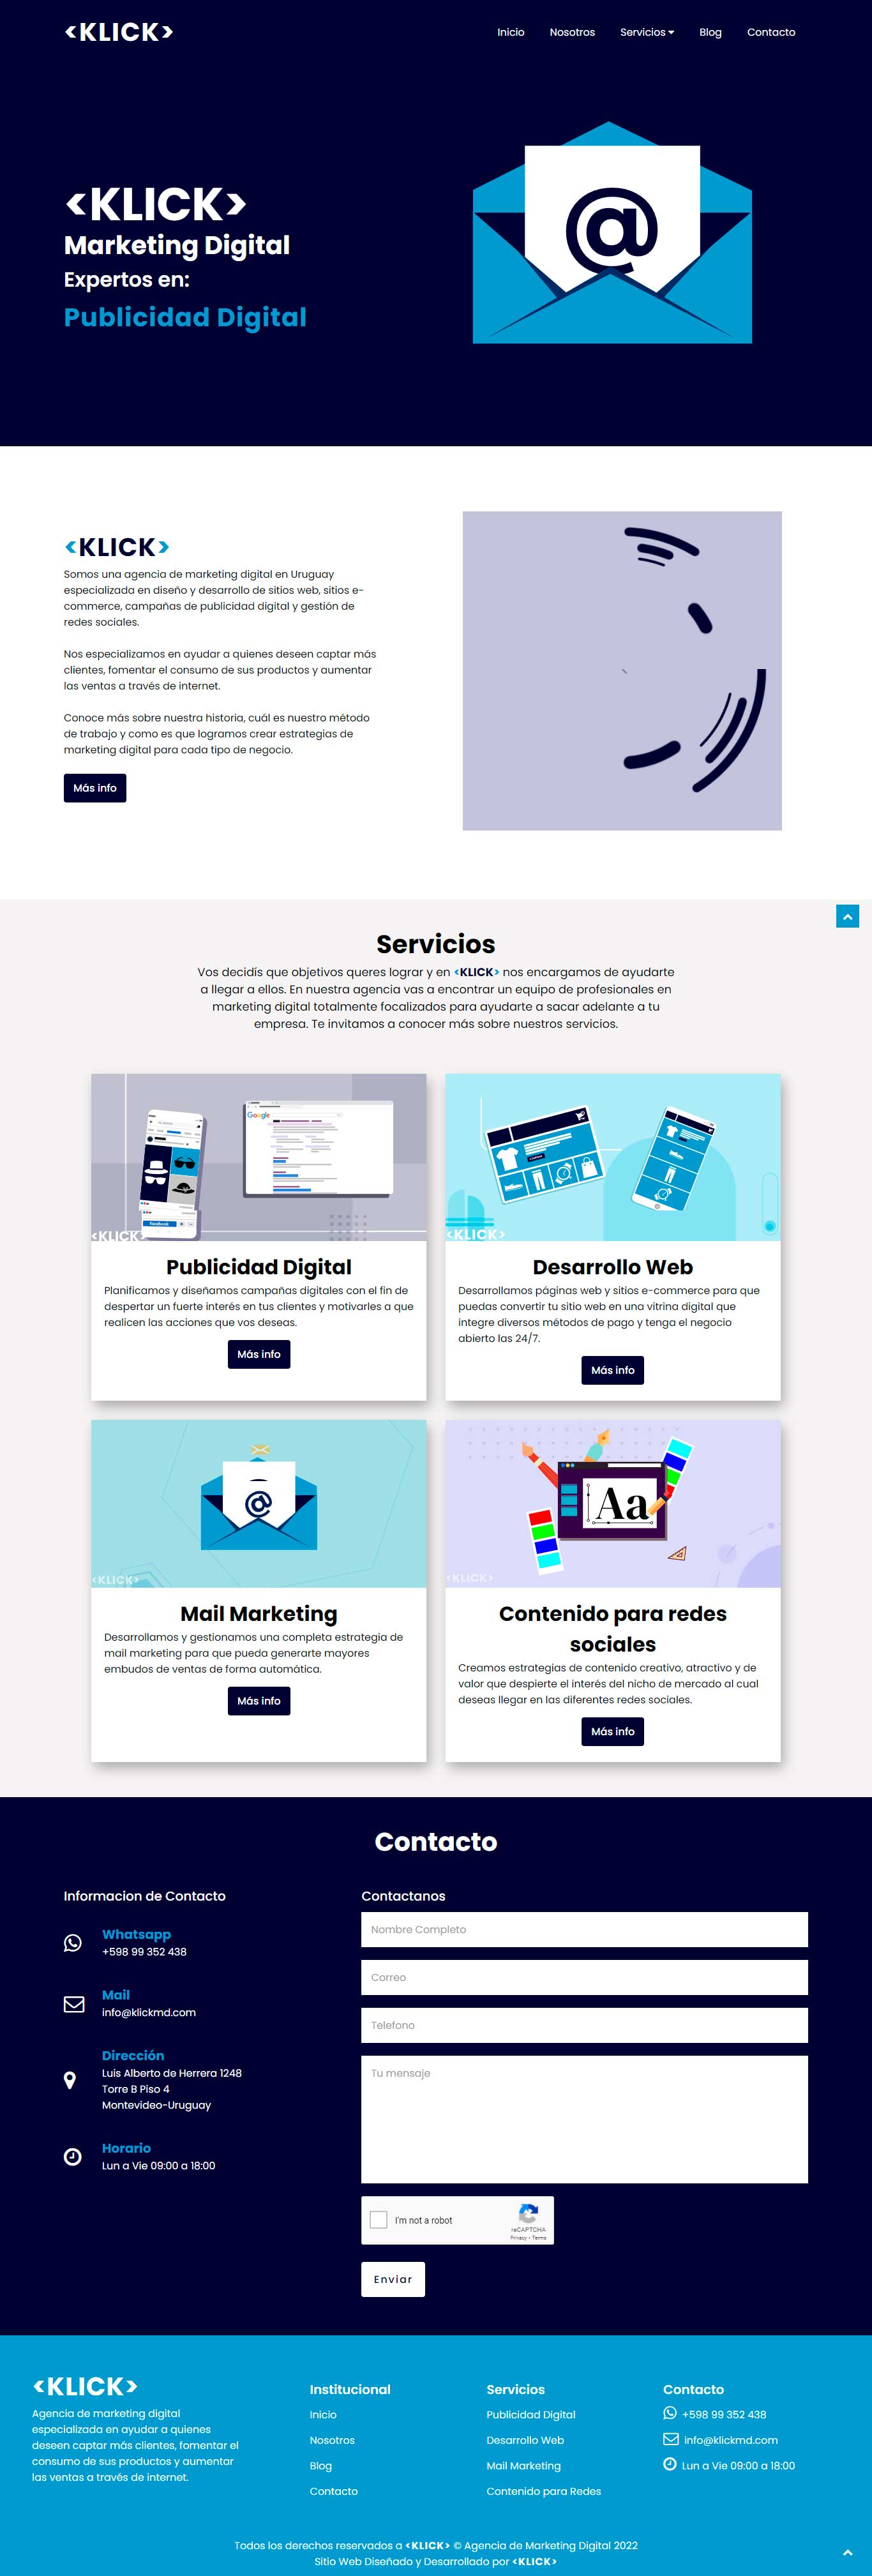 <KLICK>
Inicio Nosotros Servicios Blog Contacto
<KLICK>
Marketing Digital
Expertos en:
Publicidad Digital
@
<KLICK>
Somos una agencia de marketing digital en Uruguay
especializada en diseño y desarrollo de sitios web, sitios e-
commerce, campañas de publicidad digital y gestión de
redes sociales.
Nos especializamos en ayudar a quienes deseen captar más
clientes, fomentar el consumo de sus productos y aumentar
las ventas a través de internet.
Conoce más sobre nuestra historia, cuál es nuestro método
de trabajo y como es que logramos crear estrategias de
marketing digital para cada tipo de negocio.
Más info
Servicios
Vos decidís que objetivos queres lograr y en <KLICK> nos encargamos de ayudarte
a llegar a ellos. En nuestra agencia vas a encontrar un equipo de profesionales en
marketing digital totalmente focalizados para ayudarte a sacar adelante a tu
empresa. Te invitamos a conocer más sobre nuestros servicios.
Google
Facebook
<KLICK>
Publicidad Digital
Planificamos y diseñamos campañas digitales con el fin de
despertar un fuerte interés en tus clientes y motivarles a que
realicen las acciones que vos deseas.
Más info
<KLICK>
Desarrollo Web
Desarrollamos páginas web y sitios e-commerce para que
puedas convertir tu sitio web en una vitrina digital que
integre diversos métodos de pago y tenga el negocio
abierto las 24/7.
Más info
@
<KLICK>
Mail Marketing
Desarrollamos y gestionamos una completa estrategia de
mail marketing para que pueda generarte mayores
embudos de ventas de forma automática.
Más info
Aa
<KLICK>
Contenido para redes
sociales
Creamos estrategias de contenido creativo, atractivo y de
valor que despierte el interés del nicho de mercado al cual
deseas llegar en las diferentes redes sociales.
Más info
Contacto
Informacion de Contacto
Whatsapp
+598 99 352 438
Mail
info@klickmd.com
Dirección
Luis Alberto de Herrera 1248
Torre B Piso 4
Montevideo-Uruguay
Horario
Lun a Vie 09:00 a 18:00
Contactanos
Nombre Completo
Correo
Telefono
Tu mensaje
I'm not a robot
reCAPTCHA
Privacy - Terms
Enviar
<KLICK>
Agencia de marketing digital
especializada en ayudar a quienes
deseen captar más clientes, fomentar el
consumo de sus productos y aumentar
las ventas a través de internet.
Institucional
Inicio
Nosotros
Blog
Contacto
Servicios
Publicidad Digital
Desarrollo Web
Mail Marketing
Contenido para Redes
Contacto
+598 99 352 438
info@klickmd.com
Lun a Vie 09:00 a 18:00
Todos los derechos reservados a <KLICK> © Agencia de Marketing Digital 2022
Sitio Web Diseñado y Desarrollado por <KLICK>